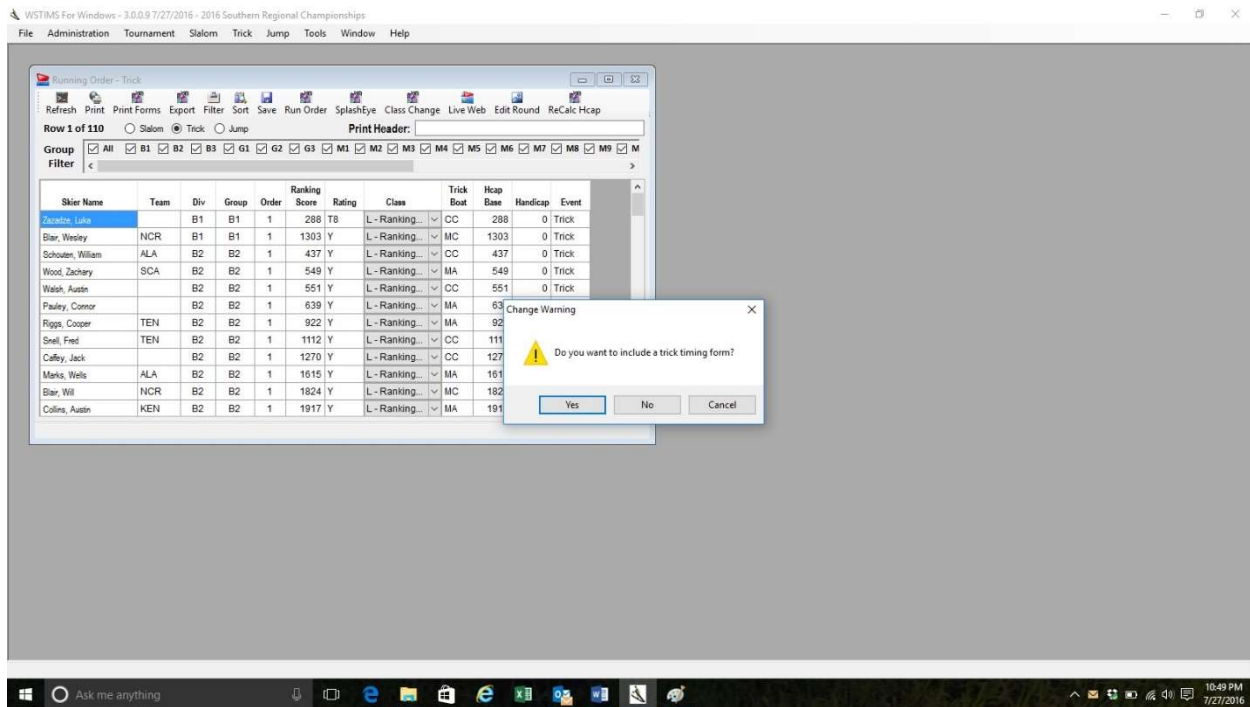 WSTIMS For Windows - 3.0.0.9 7/27/2016 - 2016 Southern Regional Championships
File Administration Tournament Slalom Trick Jump Tools Window Help
Running Order - Trick
Refresh Print Print Forms Export Filter Sort Save Run Order SplashEye Class Change Live Web Edit Round ReCalc Hcap
Row 1 of 110 Slalom Trick Jump Print Header:
Group All B1 B2 B3 G1 G2 G3 M1 M2 M3 M4 M5 M6 M7 M8 M9 M
Filter
Ranking Trick Hcap
Skier Name Team Div Group Order Score Rating Class Boat Base Handicap Event
Zazadze, Luka B1 B1 1 288 T8 L - Ranking... CC 288 0 Trick
Blair, Wesley NCR B1 B1 1 1303 Y L - Ranking... MC 1303 0 Trick
Schouten, William ALA B2 B2 1 437 Y L - Ranking... CC 437 0 Trick
Wood, Zachary SCA B2 B2 1 549 Y L - Ranking... MA 549 0 Trick
Walsh, Austin B2 B2 1 551 Y L - Ranking... CC 551 0 Trick
Pauley, Connor B2 B2 1 639 Y L - Ranking... MA 63
Riggs, Cooper TEN B2 B2 1 922 Y L - Ranking... MA 92
Snell, Fred TEN B2 B2 1 1112 Y L - Ranking... CC 111
Caffey, Jack B2 B2 1 1270 Y L - Ranking... CC 127
Marks, Wells ALA B2 B2 1 1615 Y L - Ranking... MA 161
Blair, Will NCR B2 B2 1 1824 Y L - Ranking... MC 182
Collins, Austin KEN B2 B2 1 1917 Y L - Ranking... MA 191
Change Warning
Do you want to include a trick timing form?
Yes No Cancel
Ask me anything
10:49 PM
7/27/2016